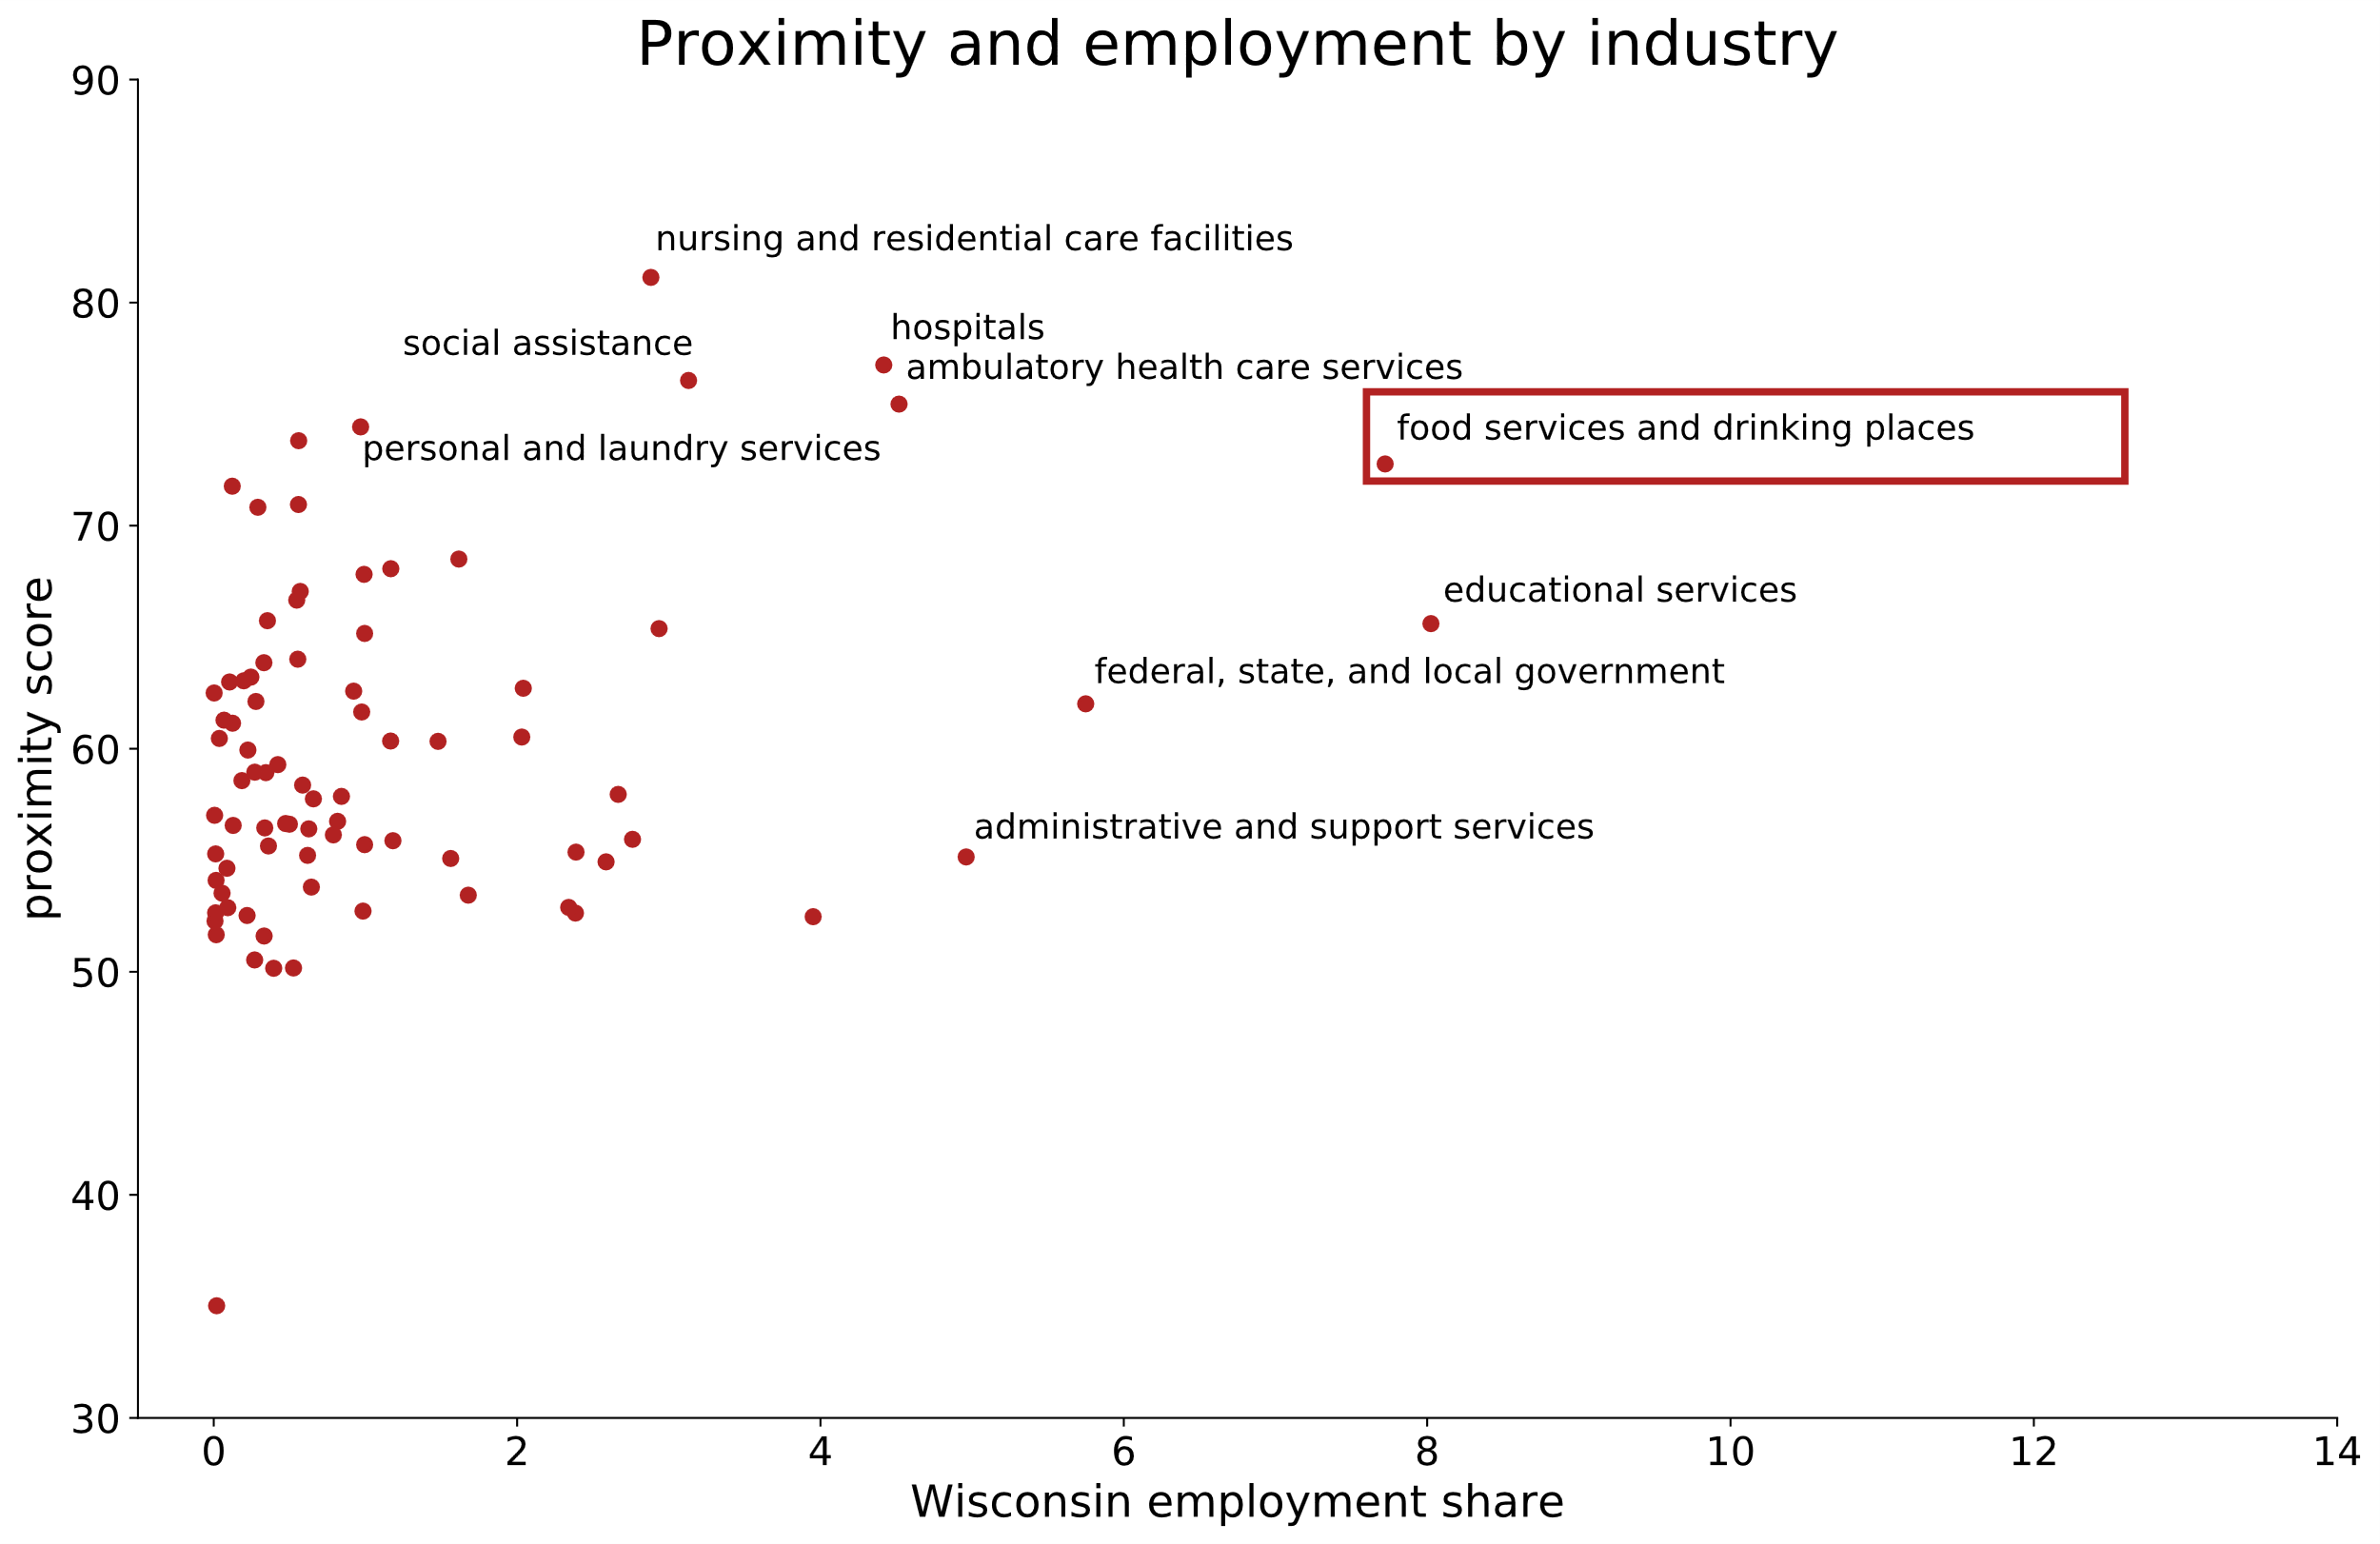 Proximity and employment by industry
90
80
70
60
50
40
30
proximity score
nursing and residential care facilities
hospitals
social assistance
ambulatory health care services
food services and drinking places
personal and laundry services
educational services
federal, state, and local government
administrative and support services
0 2 4 6 8 10 12 14
Wisconsin employment share